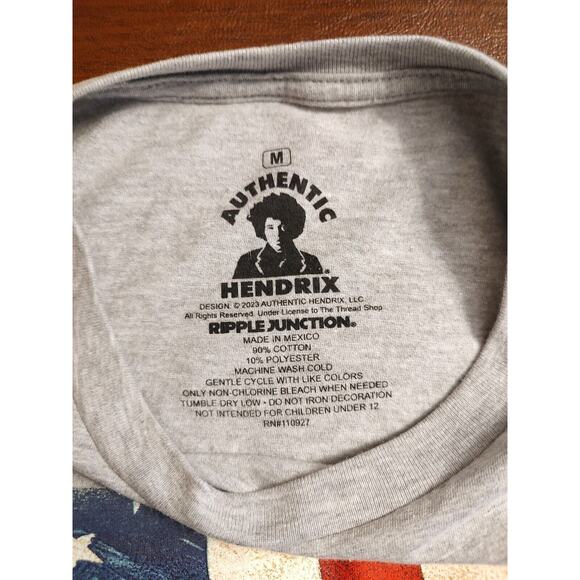 M
AUTHENTIC
HENDRIX
DESIGN: © 2023 AUTHENTIC HENDRIX, LLC
All Rights Reserved. Under License to The Thread Shop
RIPPLE JUNCTION®
MADE IN MEXICO
90% COTTON
10% POLYESTER
MACHINE WASH COLD
GENTLE CYCLE WITH LIKE COLORS
ONLY NON-CHLORINE BLEACH WHEN NEEDED
TUMBLE DRY LOW • DO NOT IRON DECORATION
NOT INTENDED FOR CHILDREN UNDER 12
RN#110927